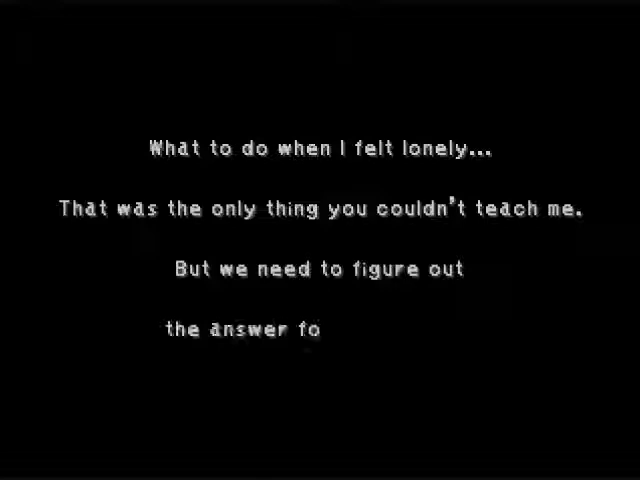 What to do when I felt lonely...
That was the only thing you couldn't teach me.
But we need to figure out
the answer fo